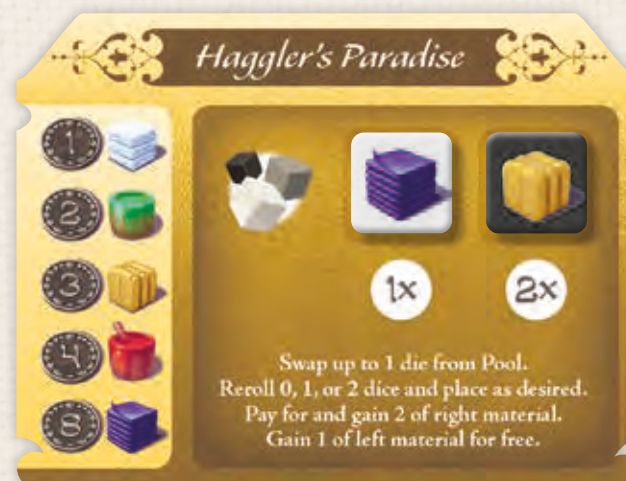 Haggler's Paradise
1
2
3
4
8
1x
2x
Swap up to 1 die from Pool.
Reroll 0, 1, or 2 dice and place as desired.
Pay for and gain 2 of right material.
Gain 1 of left material for free.